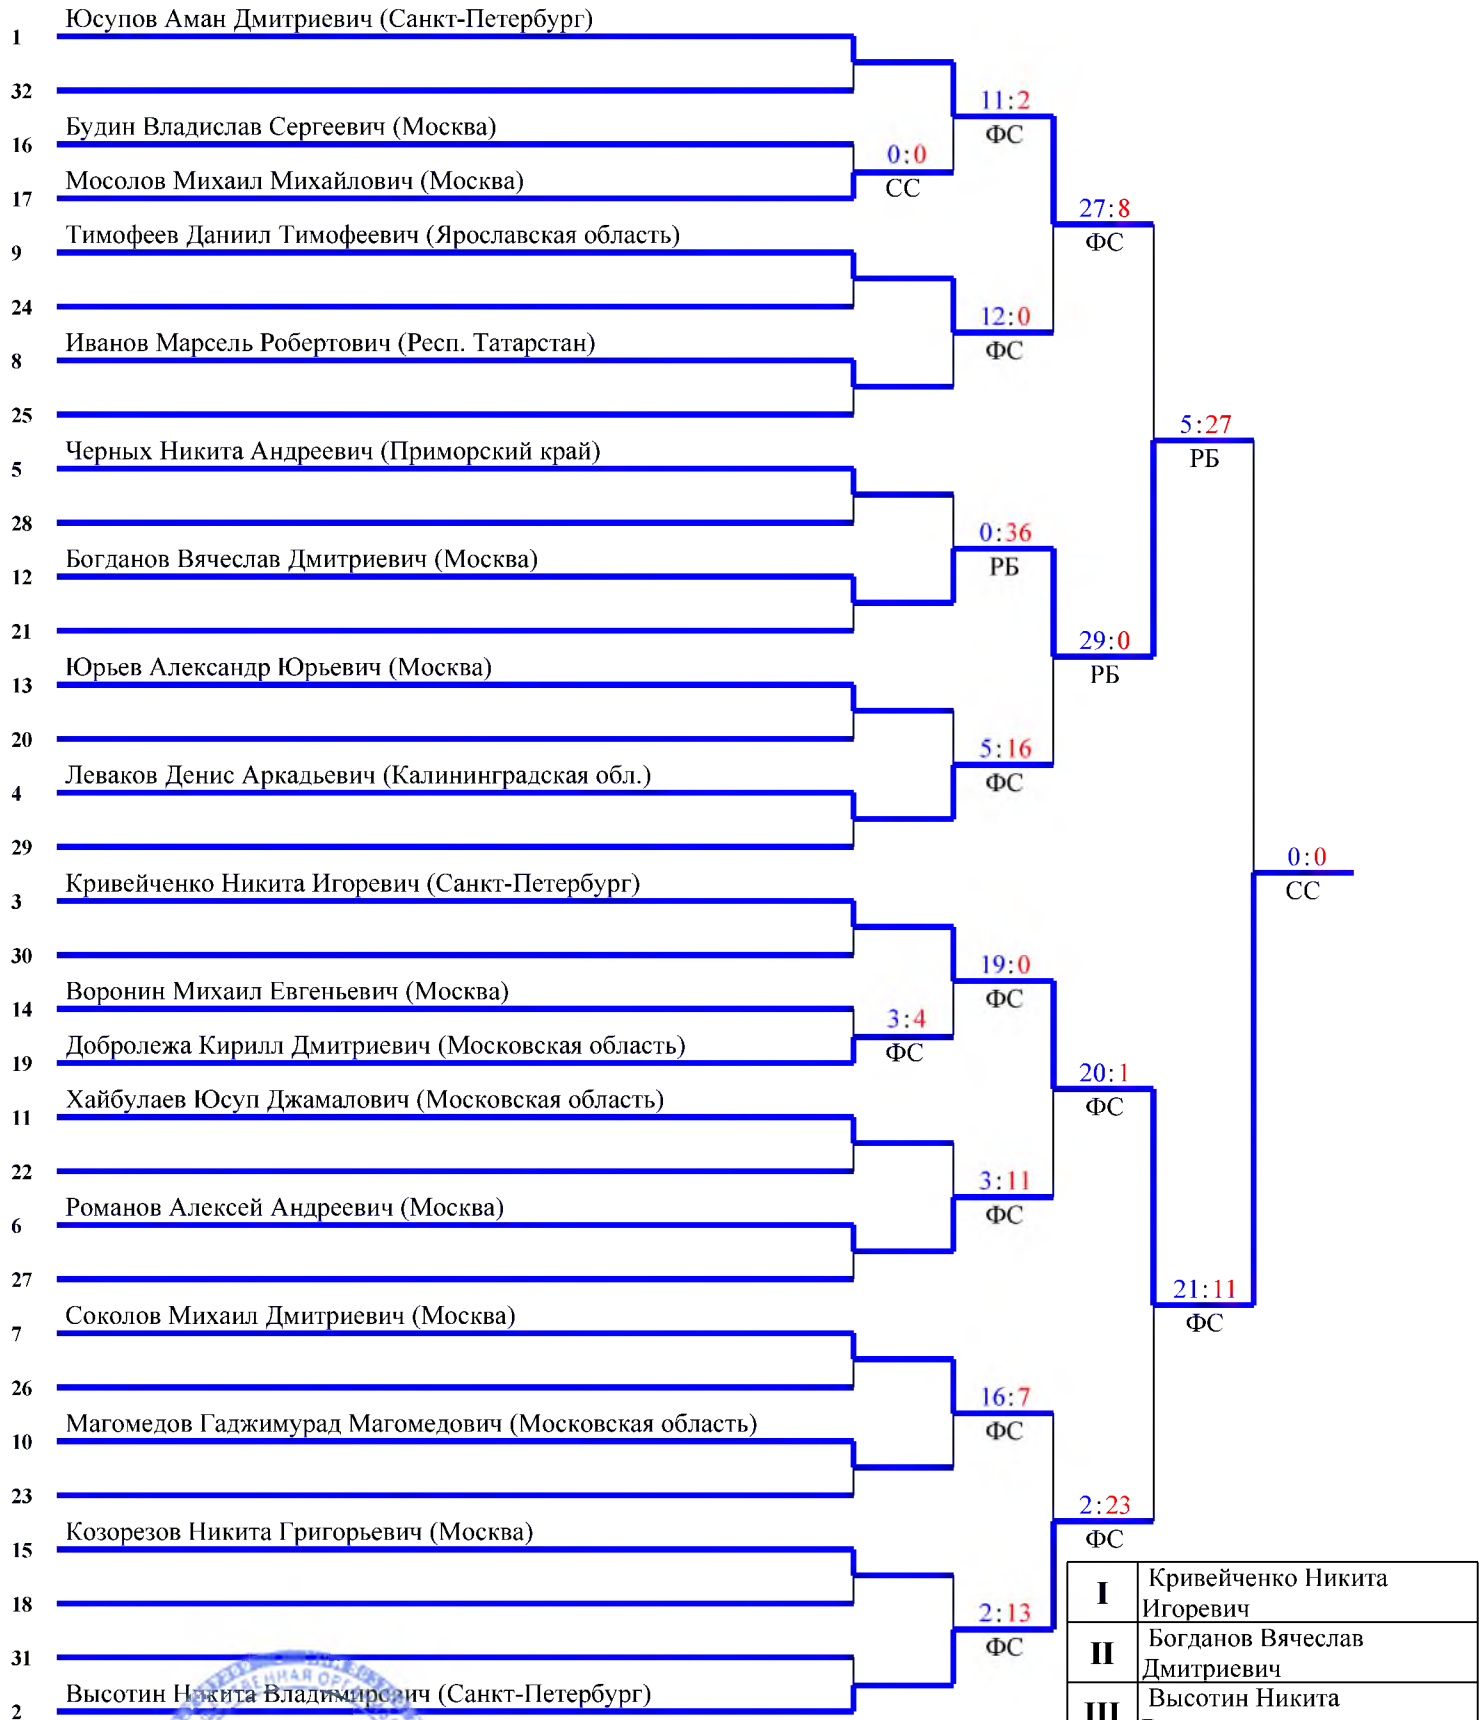 Юсупов Аман Дмитриевич (Санкт-Петербург)
1
32
11:2
ФС
16 Будин Владислав Сергеевич (Москва)
0:0
СС
17 Мосолов Михаил Михайлович (Москва)
27:8
ФС
9 Тимофеев Даниил Тимофеевич (Ярославская область)
24
12:0
ФС
8 Иванов Марсель Робертович (Респ. Татарстан)
25
5:27
РБ
5 Черных Никита Андреевич (Приморский край)
28
0:36
РБ
12 Богданов Вячеслав Дмитриевич (Москва)
21
29:0
РБ
13 Юрьев Александр Юрьевич (Москва)
20
5:16
ФС
4 Леваков Денис Аркадьевич (Калининградская обл.)
29
0:0
СС
3 Кривейченко Никита Игоревич (Санкт-Петербург)
30
19:0
ФС
14 Воронин Михаил Евгеньевич (Москва)
3:4
ФС
19 Добролежа Кирилл Дмитриевич (Московская область)
20:1
ФС
11 Хайбулаев Юсуп Джамалович (Московская область)
22
3:11
ФС
6 Романов Алексей Андреевич (Москва)
27
21:11
ФС
7 Соколов Михаил Дмитриевич (Москва)
26
16:7
ФС
10 Магомедов Гаджимурад Магомедович (Московская область)
23
2:23
ФС
15 Козорезов Никита Григорьевич (Москва)
18
2:13
ФС
31
2 Высотин Никита Владимирович (Санкт-Петербург)
I Кривейченко Никита
Игоревич
II Богданов Вячеслав
Дмитриевич
III Высотин Никита